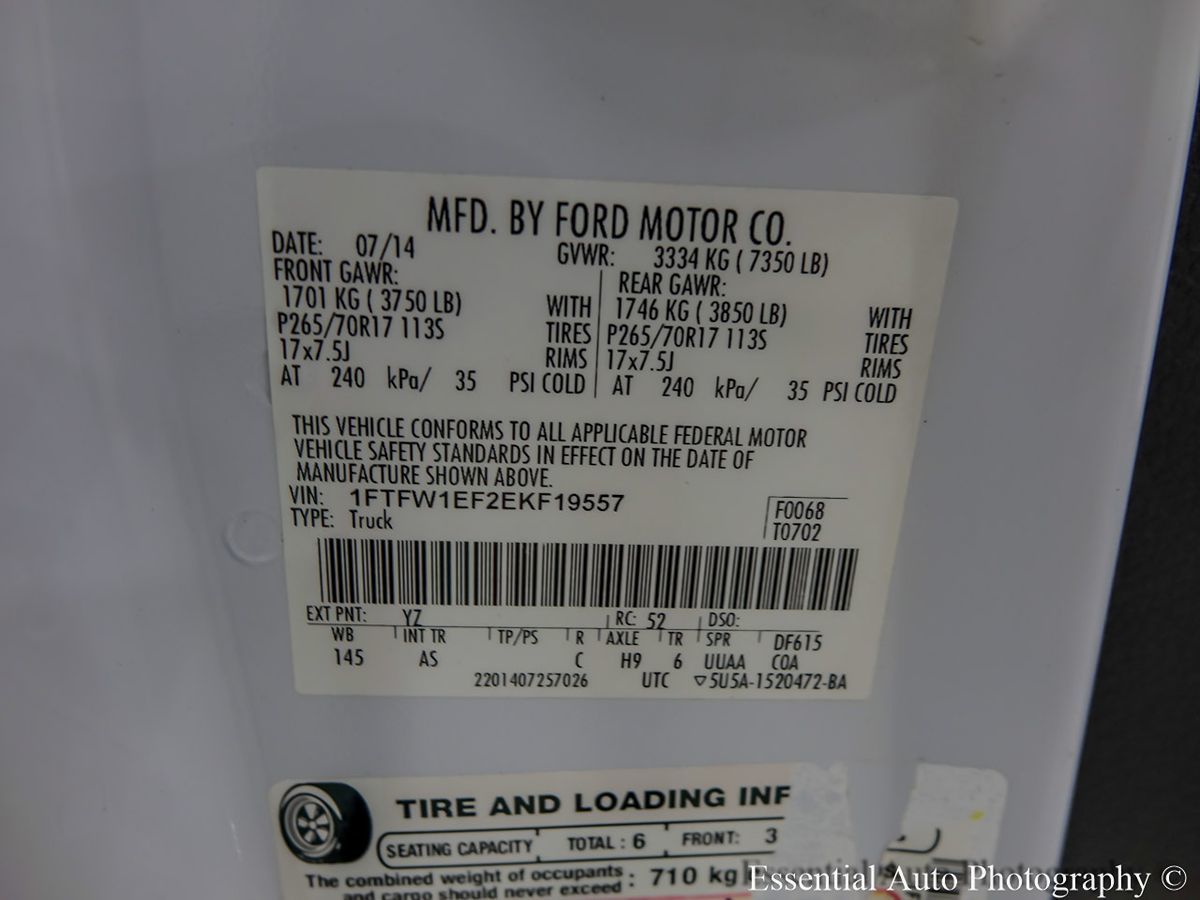 MFD. BY FORD MOTOR CO.
DATE: 07/14 GVWR: 3334 KG ( 7350 LB)
FRONT GAWR: REAR GAWR:
1701 KG ( 3750 LB) WITH 1746 KG ( 3850 LB) WITH
P265/70R17 113S TIRES P265/70R17 113S TIRES
17x7.5J RIMS 17x7.5J RIMS
AT 240 kPa/ 35 PSI COLD AT 240 kPa/ 35 PSI COLD
THIS VEHICLE CONFORMS TO ALL APPLICABLE FEDERAL MOTOR
VEHICLE SAFETY STANDARDS IN EFFECT ON THE DATE OF
MANUFACTURE SHOWN ABOVE.
VIN: 1FTFW1EF2EKF19557
TYPE: Truck
F0068
T0702
EXT PNT: YZ RC: 52 DSO:
WB INT TR TP/PS R AXLE TR SPR DF615
145 AS C H9 6 UUAA COA
2201407257026 UTC ▽5U5A-1520472-BA
TIRE AND LOADING INF
SEATING CAPACITY TOTAL : 6 FRONT: 3
The combined weight of occupants
and cargo should never exceed : 710 kg
Essential Auto Photography ©